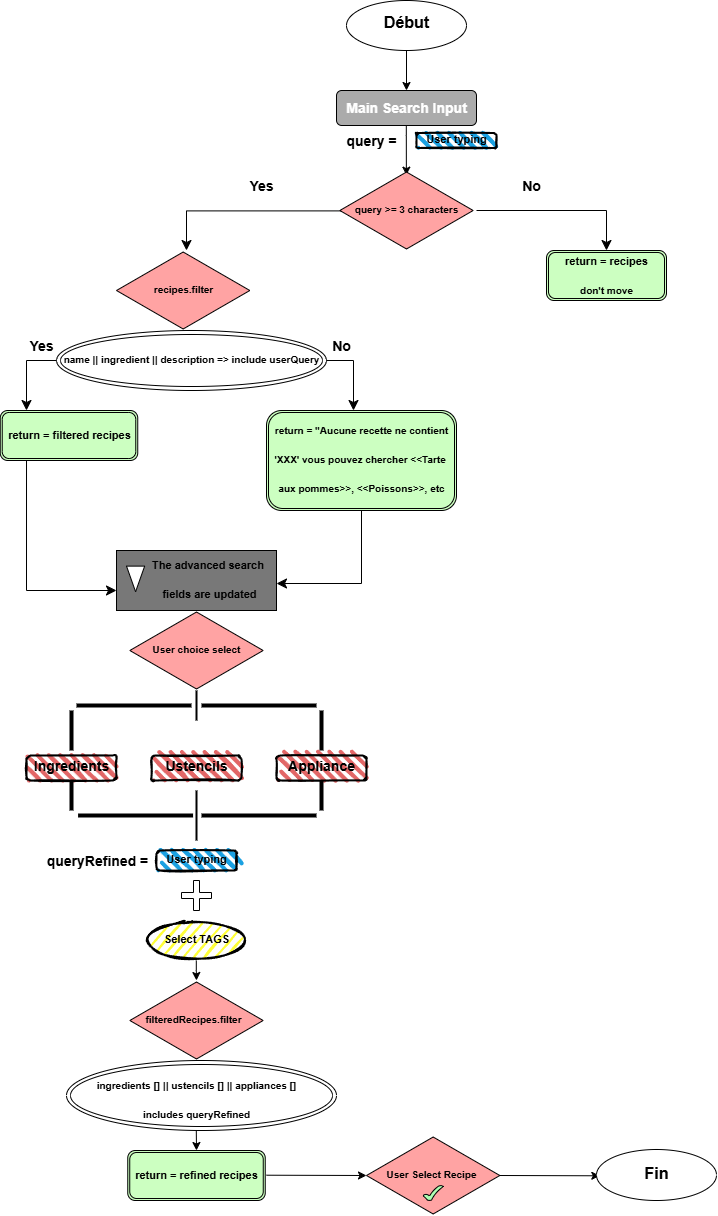 Début
Main Search Input
query =
User typing
Yes
No
query >= 3 characters
return = recipes
don't move
recipes.filter
Yes
No
name || ingredient || description => include userQuery
return = filtered recipes
return = "Aucune recette ne contient
'XXX' vous pouvez chercher <<Tarte
aux pommes>>, <<Poissons>>, etc
The advanced search
fields are updated
User choice select
Ingredients
Ustencils
Appliance
queryRefined =
User typing
Select TAGS
filteredRecipes.filter
ingredients [] || ustencils [] || appliances []
includes queryRefined
return = refined recipes
User Select Recipe
Fin